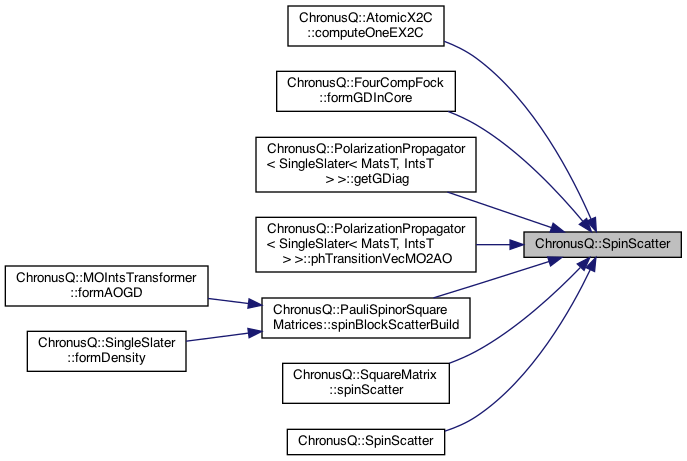 ChronusQ::AtomicX2C
::computeOneEX2C
ChronusQ::FourCompFock
::formGDInCore
ChronusQ::PolarizationPropagator
< SingleSlater< MatsT, IntsT
> >::getGDiag
ChronusQ::PolarizationPropagator
< SingleSlater< MatsT, IntsT
> >::phTransitionVecMO2AO
ChronusQ::SpinScatter
ChronusQ::MOIntsTransformer
::formAOGD
ChronusQ::PauliSpinorSquare
Matrices::spinBlockScatterBuild
ChronusQ::SingleSlater
::formDensity
ChronusQ::SquareMatrix
::spinScatter
ChronusQ::SpinScatter